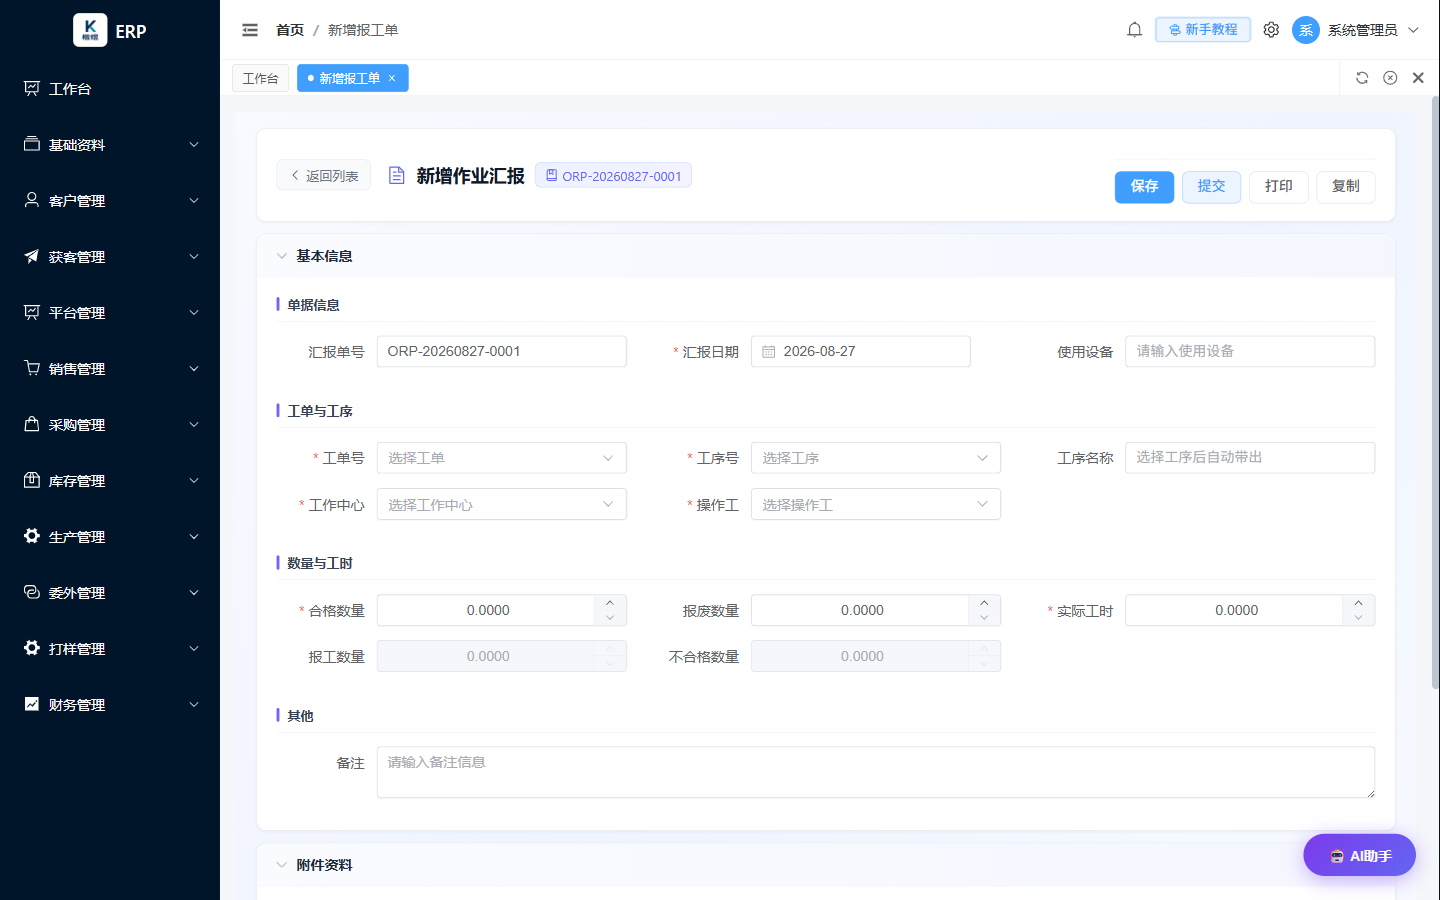 K
ERP
首页 / 新增报工单
新手教程
系 系统管理员
工作台 新增报工单
工作台
基础资料
客户管理
获客管理
平台管理
销售管理
采购管理
库存管理
生产管理
委外管理
打样管理
财务管理
返回列表 新增作业汇报 ORP-20260827-0001
保存 提交 打印 复制
基本信息
单据信息
汇报单号 ORP-20260827-0001 * 汇报日期 2026-08-27 使用设备 请输入使用设备
工单与工序
* 工单号 选择工单 * 工序号 选择工序 工序名称 选择工序后自动带出
* 工作中心 选择工作中心 * 操作工 选择操作工
数量与工时
* 合格数量 0.0000 报废数量 0.0000 * 实际工时 0.0000
报工数量 0.0000 不合格数量 0.0000
其他
备注 请输入备注信息
附件资料
AI助手